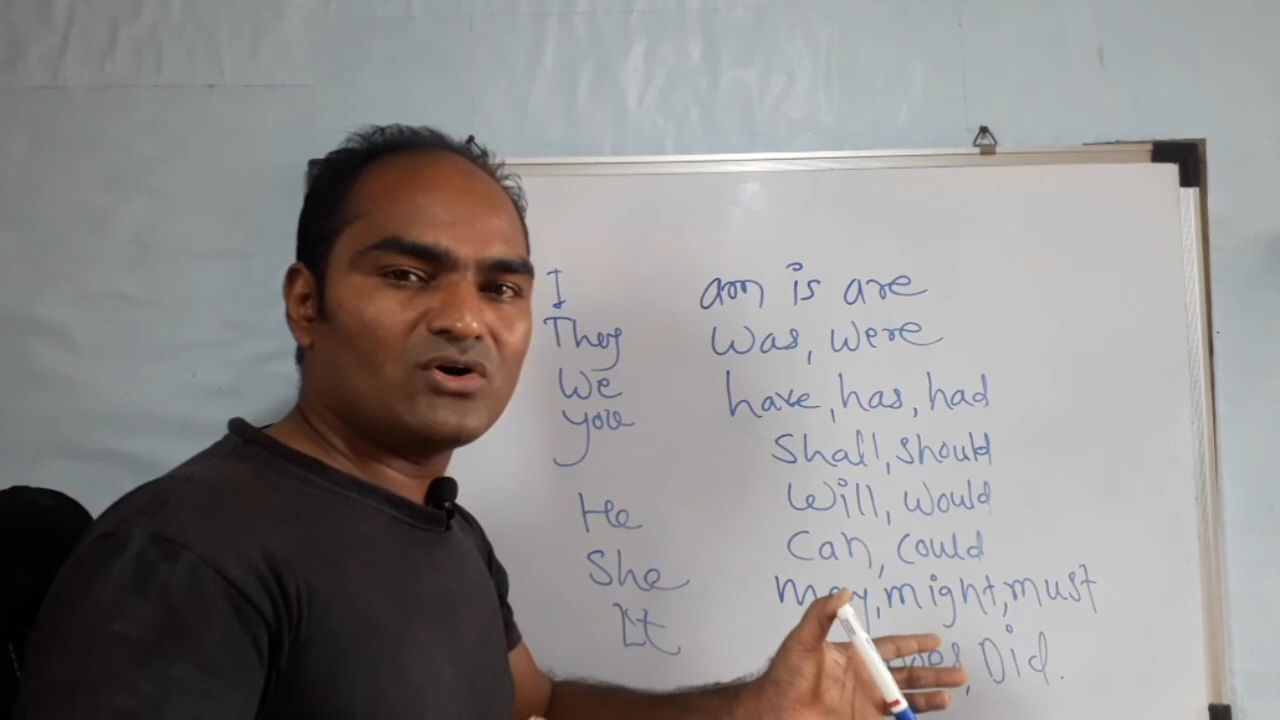 I
They
We
you
He
She
It
am is are
Was, Were
have, has, had
Shall, Should
Will, Would
Can, Could
May, might, must
Did.